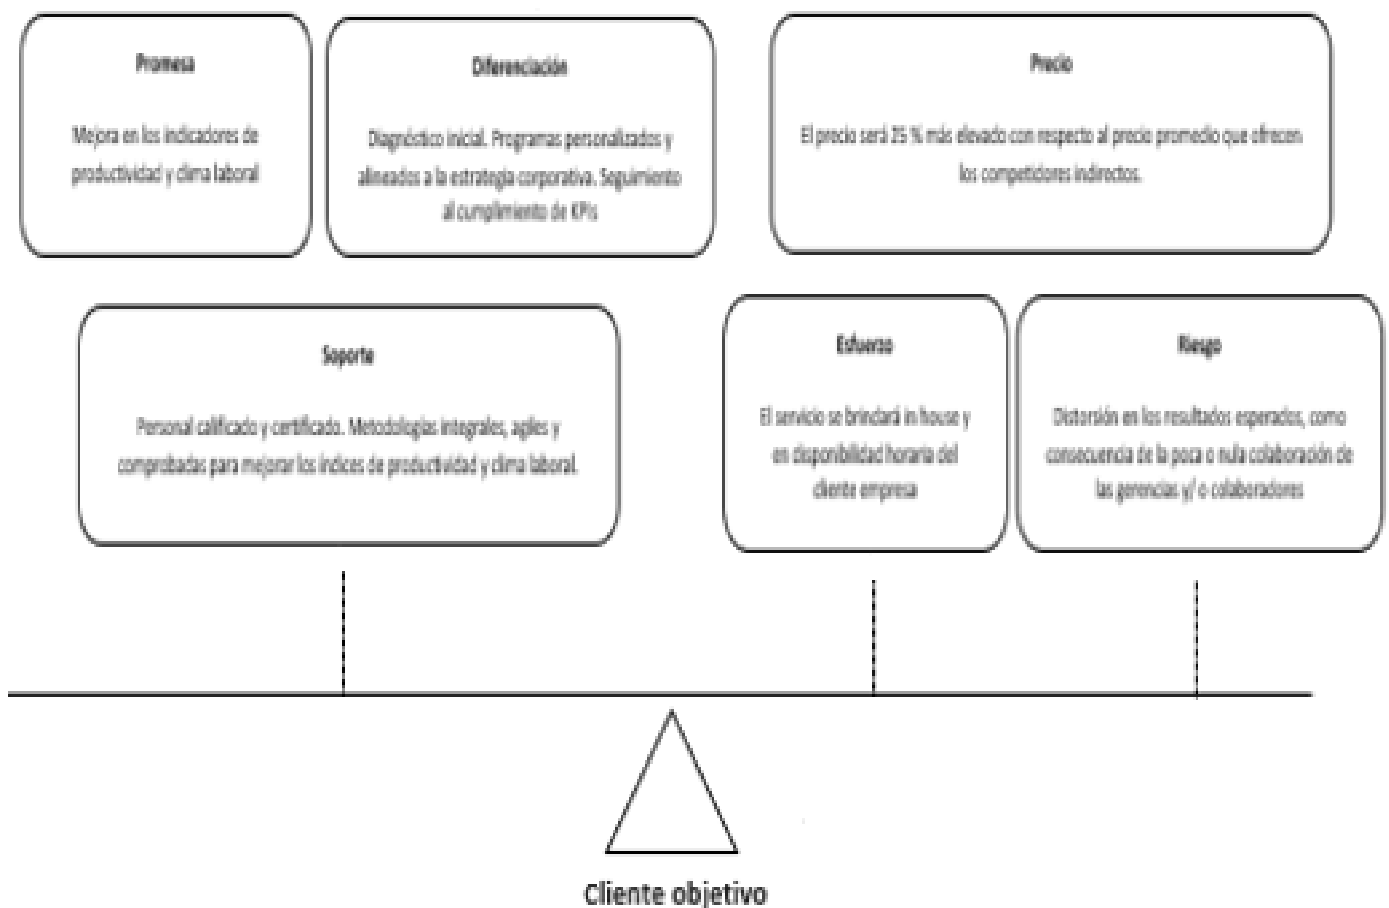 Promesa
Mejora en los indicadores de
productividad y clima laboral
Diferenciación
Diagnóstico inicial. Programas personalizados y
alineados a la estrategia corporativa. Seguimiento
al cumplimiento de KPIs
Precio
El precio será 25 % más elevado con respecto al precio promedio que ofrecen
los competidores indirectos.
Soporte
Personal calificado y certificado. Metodologías integrales, agiles y
comprobadas para mejorar los índices de productividad y clima laboral.
Esfuerzo
El servicio se brindará in house y
en disponibilidad horaria del
cliente empresa
Riesgo
Distorsión en los resultados esperados, como
consecuencia de la poca o nula colaboración de
las gerencias y/ o colaboradores
Cliente objetivo